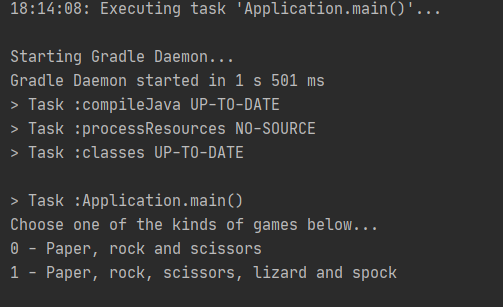 18:14:08: Executing task 'Application.main()'...
Starting Gradle Daemon...
Gradle Daemon started in 1 s 501 ms
> Task :compileJava UP-TO-DATE
> Task :processResources NO-SOURCE
> Task :classes UP-TO-DATE
> Task :Application.main()
Choose one of the kinds of games below...
0 - Paper, rock and scissors
1 - Paper, rock, scissors, lizard and spock